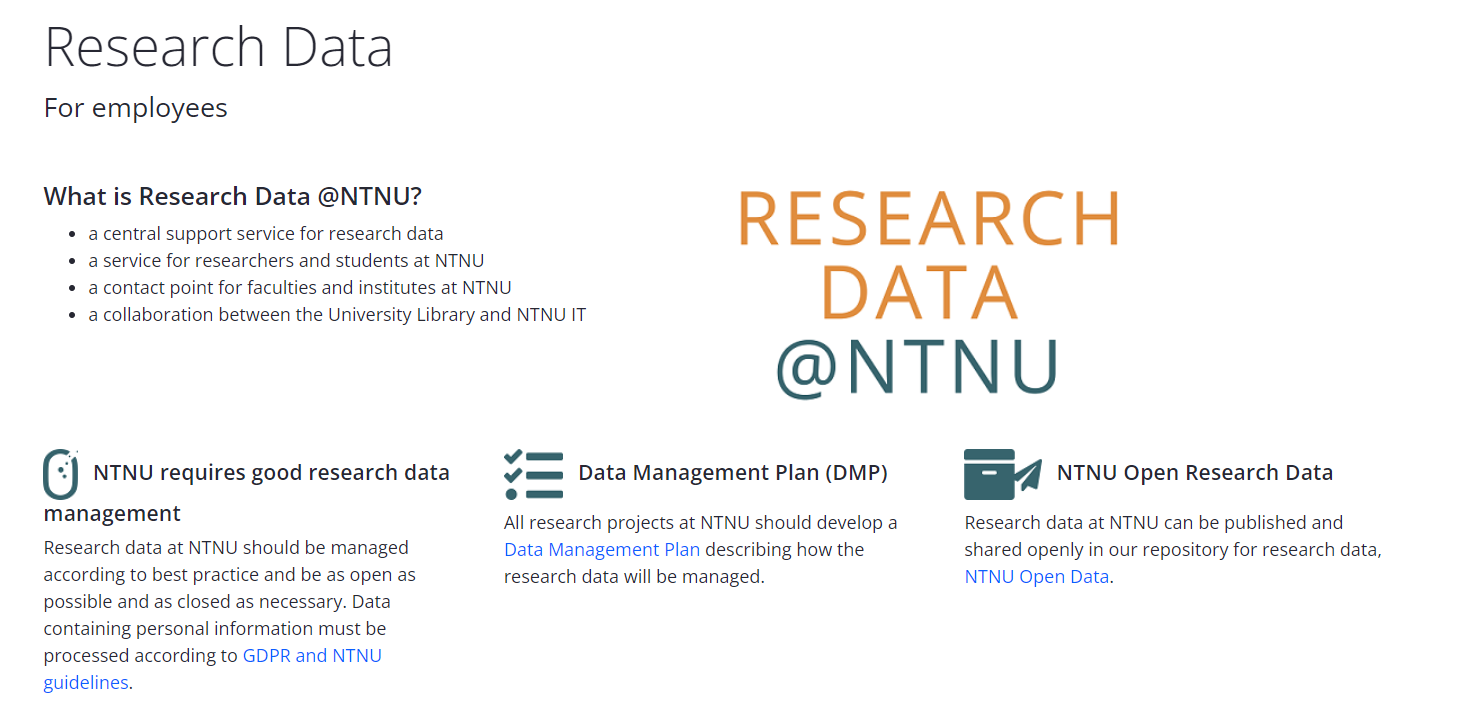 Research Data
For employees
What is Research Data @NTNU?
• a central support service for research data
• a service for researchers and students at NTNU
• a contact point for faculties and institutes at NTNU
• a collaboration between the University Library and NTNU IT
RESEARCH
DATA
@NTNU
NTNU requires good research data
management
Research data at NTNU should be managed
according to best practice and be as open as
possible and as closed as necessary. Data
containing personal information must be
processed according to GDPR and NTNU
guidelines.
Data Management Plan (DMP)
All research projects at NTNU should develop a
Data Management Plan describing how the
research data will be managed.
NTNU Open Research Data
Research data at NTNU can be published and
shared openly in our repository for research data,
NTNU Open Data.